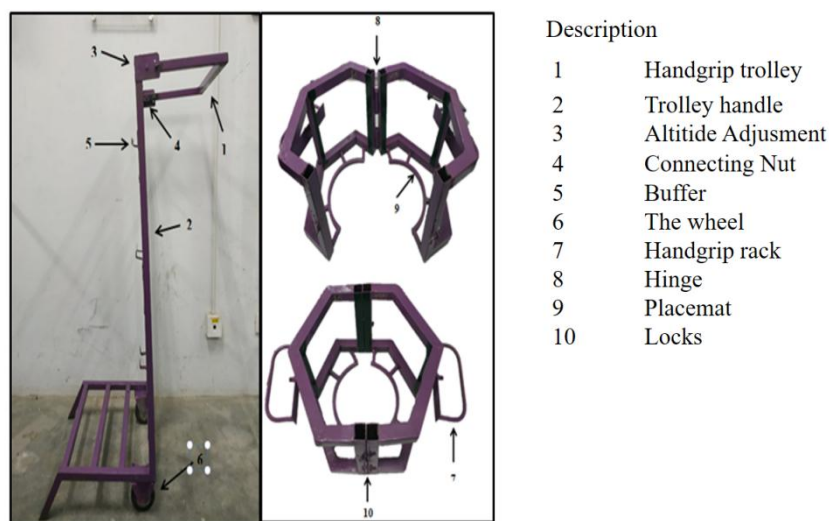 8
3
5
4
1
2
9
6
7
10
Description
1 Handgrip trolley
2 Trolley handle
3 Altitide Adjusment
4 Connecting Nut
5 Buffer
6 The wheel
7 Handgrip rack
8 Hinge
9 Placemat
10 Locks